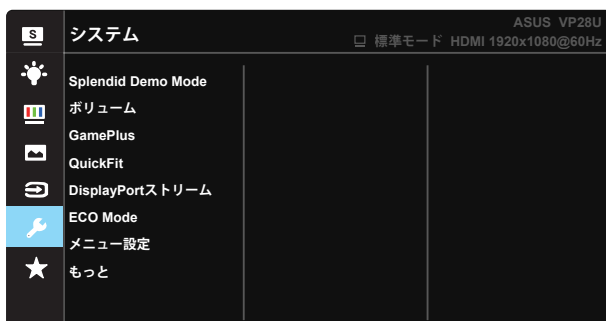 S
システム
ASUS VP28U
標準モード HDMI 1920x1080@60Hz
Splendid Demo Mode
ボリューム
GamePlus
QuickFit
DisplayPortストリーム
ECO Mode
メニュー設定
もっと